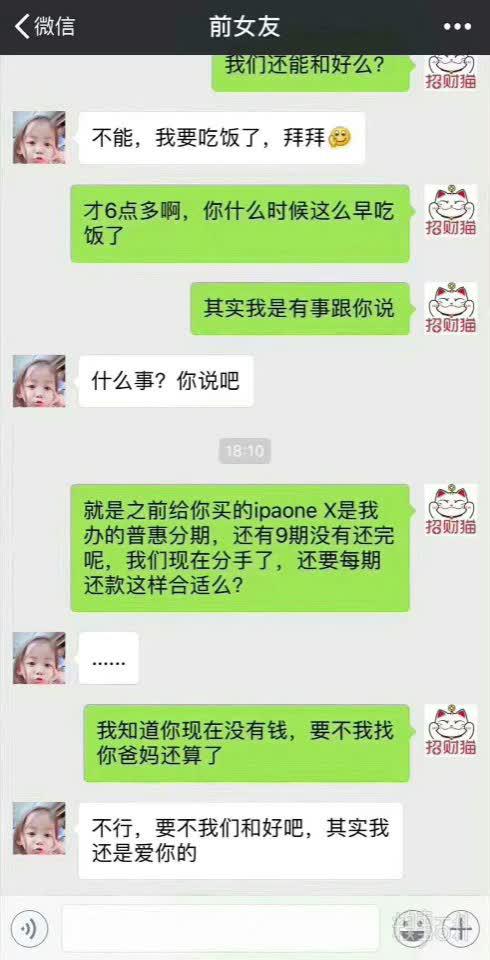 微信
前女友
我们还能和好么？
招财猫
不能，我要吃饭了，拜拜
才6点多啊，你什么时候这么早吃
饭了
招财猫
其实我是有事跟你说
招财猫
什么事？你说吧
18:10
就是之前给你买的ipaone X是我
办的普惠分期，还有9期没有还完
呢，我们现在分手了，还要每期
还款这样合适么？
招财猫
......
我知道你现在没有钱，要不我找
你爸妈还算了
招财猫
不行，要不我们和好吧，其实我
还是爱你的